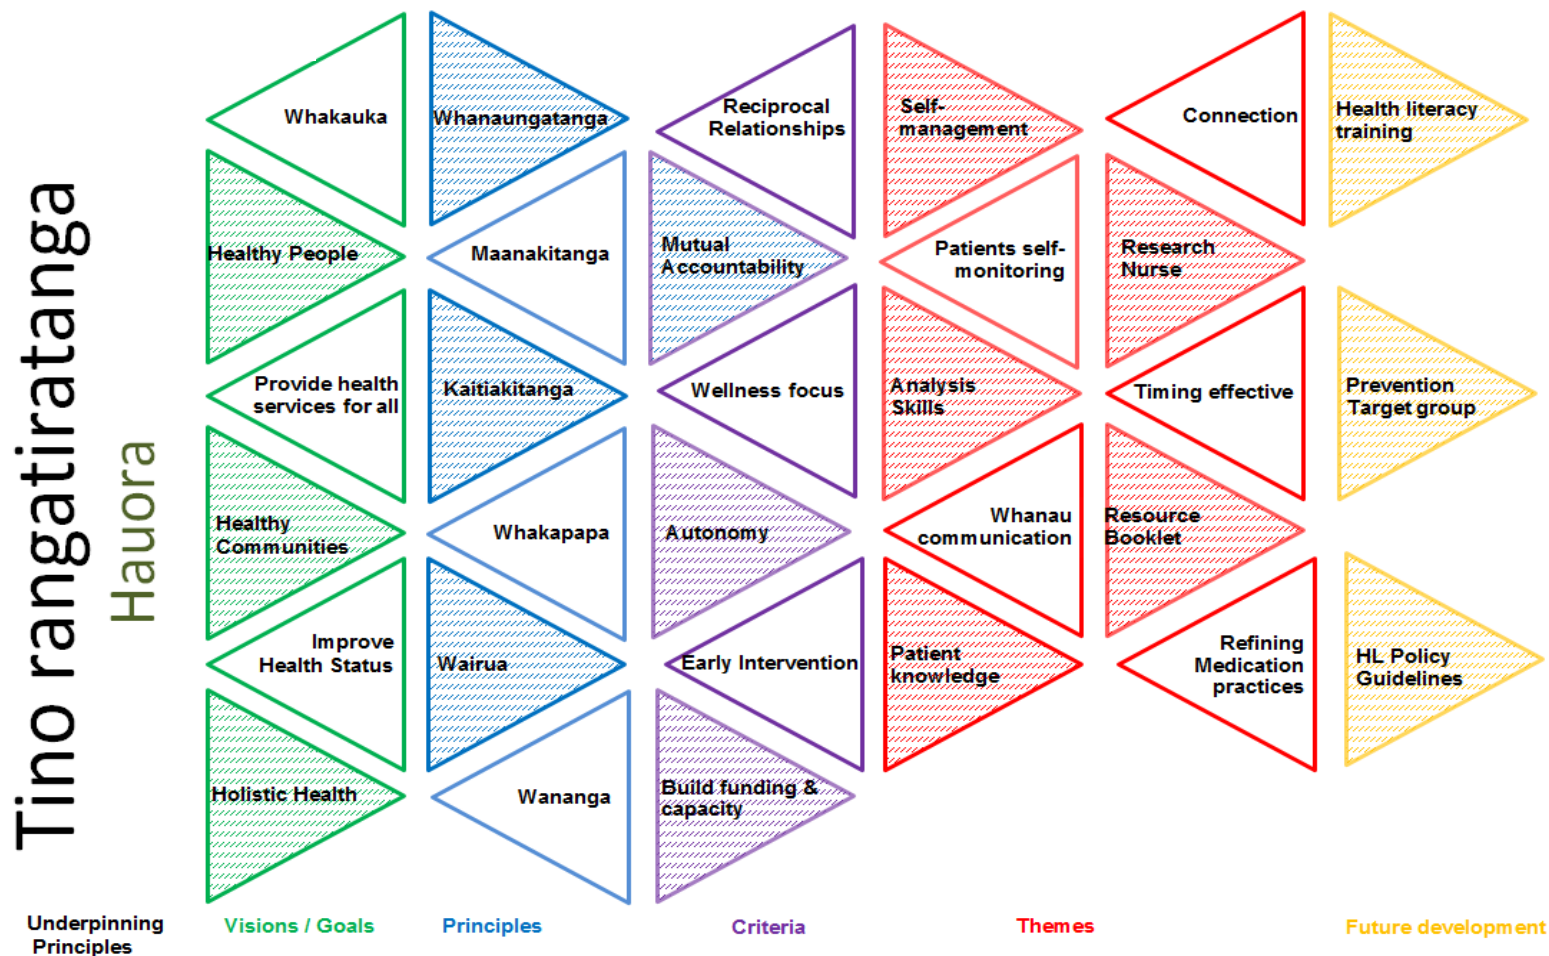 Tino rangatiratanga
Hauora
Whakauka
Healthy People
Provide health
services for all
Healthy
Communities
Improve
Health Status
Holistic Health
Whanaungatanga
Maanakitanga
Kaitiakitanga
Whakapapa
Wairua
Wananga
Reciprocal
Relationships
Mutual
Accountability
Wellness focus
Autonomy
Early Intervention
Build funding &
capacity
Self-
management
Patients self-
monitoring
Analysis
Skills
Whanau
communication
Patient
knowledge
Connection
Research
Nurse
Timing effective
Resource
Booklet
Refining
Medication
practices
Health literacy
training
Prevention
Target group
HL Policy
Guidelines
Underpinning
Principles
Visions / Goals
Principles
Criteria
Themes
Future development